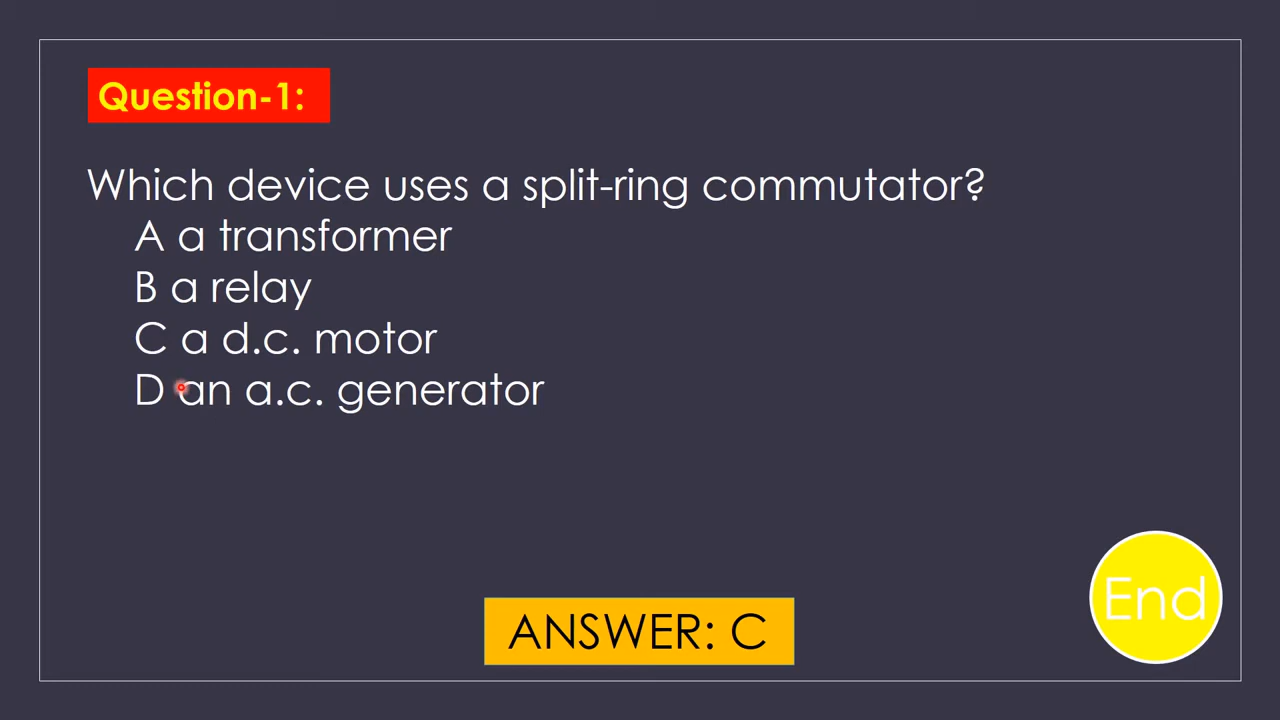 Question-1:
Which device uses a split-ring commutator?
A a transformer
B a relay
C a d.c. motor
D an a.c. generator
End
ANSWER: C